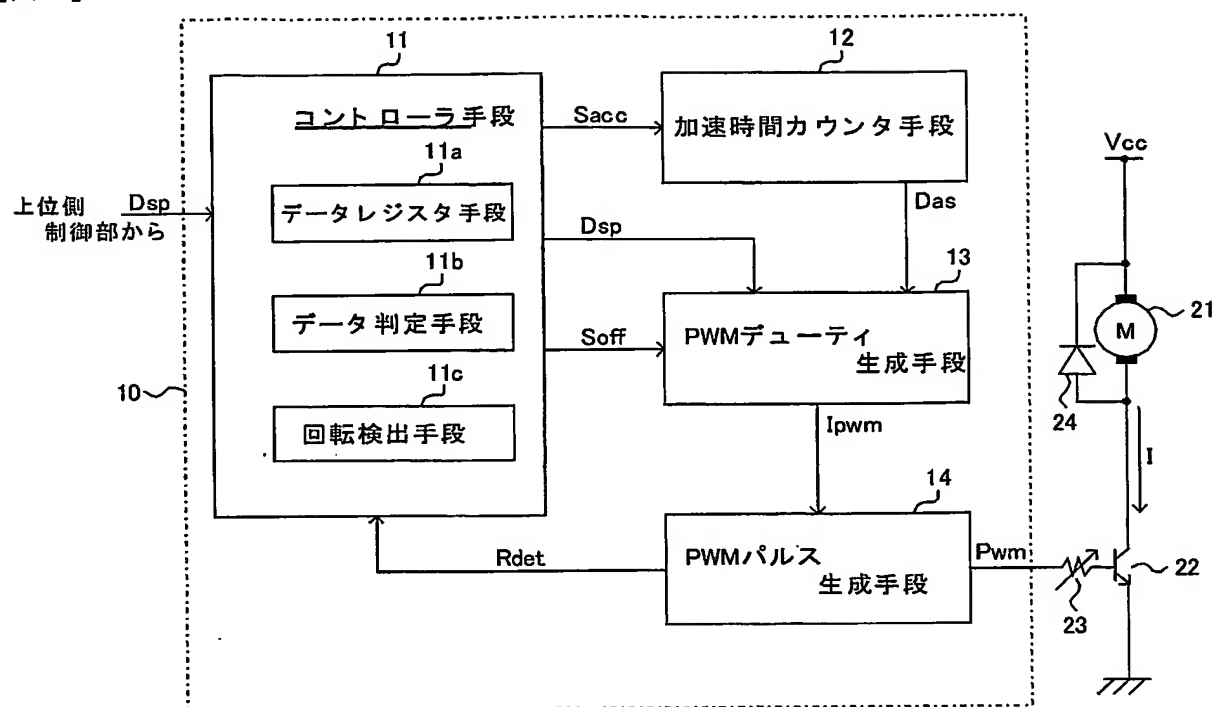 11
コントローラ手段
11a
データレジスタ手段
11b
データ判定手段
11c
回転検出手段
10
上位側
制御部から
Dsp
Sacc
12
加速時間カウンタ手段
Das
Dsp
Soff
13
PWMデューティ
生成手段
Ipwm
14
PWMパルス
生成手段
Rdet
Pwm
Vcc
M
21
24
I
22
23